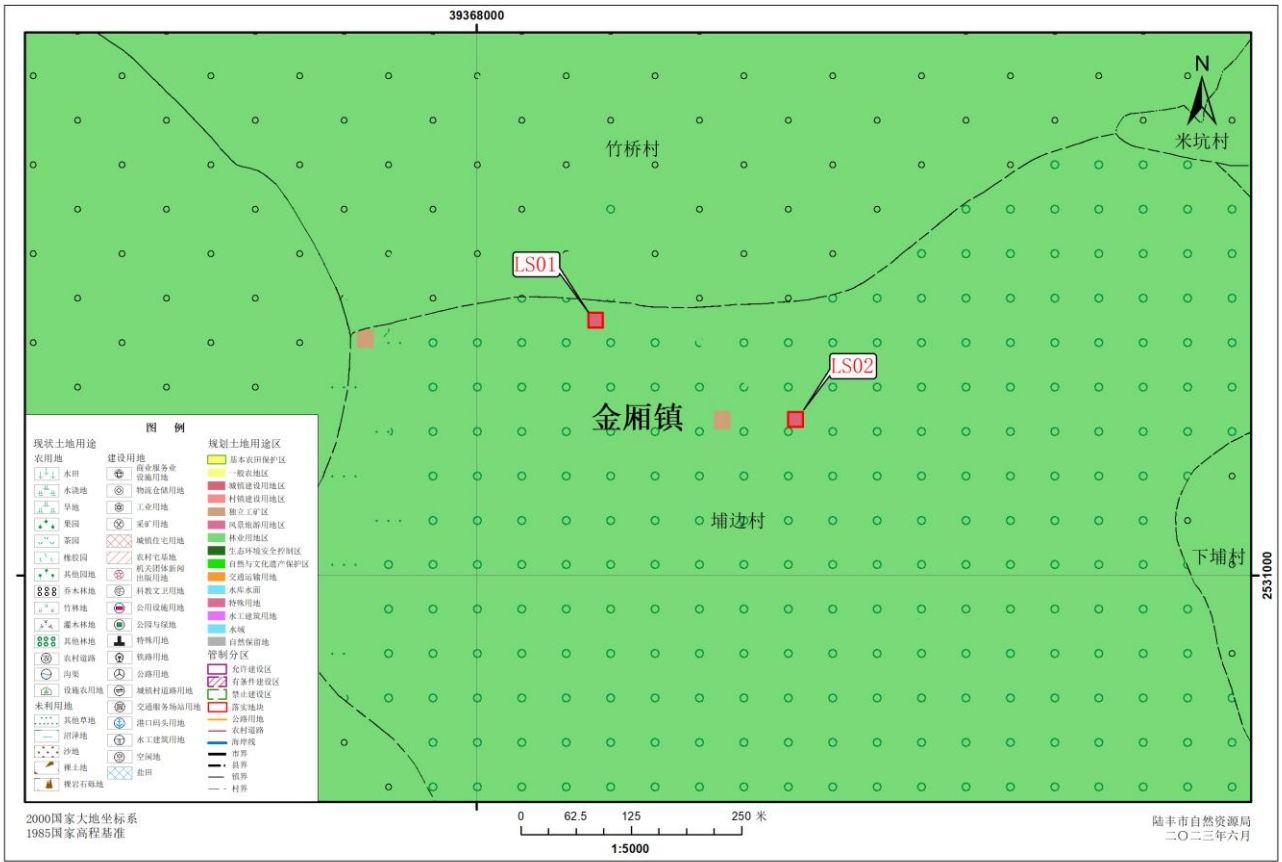 39368000
N
竹桥村
米坑村
LS01
LS02
金厢镇
埔边村
下埔村
2531000
图 例
现状土地用途
农用地
水田
水浇地
旱地
果园
茶园
橡胶园
其他园地
乔木林地
竹林地
灌木林地
其他林地
农村道路
沟渠
设施农用地
未利用地
其他草地
沼泽地
沙地
裸土地
裸岩石砾地
建设用地
商业服务业
设施用地
物流仓储用地
工业用地
采矿用地
城镇住宅用地
农村宅基地
机关团体新闻
出版用地
科教文卫用地
公用设施用地
公园与绿地
特殊用地
铁路用地
公路用地
城镇村道路用地
交通服务场站用地
港口码头用地
水工建筑用地
空闲地
盐田
规划土地用途区
基本农田保护区
一般农地区
城镇建设用地区
村镇建设用地区
独立工矿区
风景旅游用地区
林业用地区
生态环境安全控制区
自然与文化遗产保护区
交通运输用地
水库水面
特殊用地
水工建筑用地
水域
自然保留地
管制分区
允许建设区
有条件建设区
禁止建设区
落实地块
公路用地
农村道路
海岸线
市界
县界
镇界
村界
2000国家大地坐标系
1985国家高程基准
0 62.5 125 250 米
1:5000
陆丰市自然资源局
二〇二三年六月